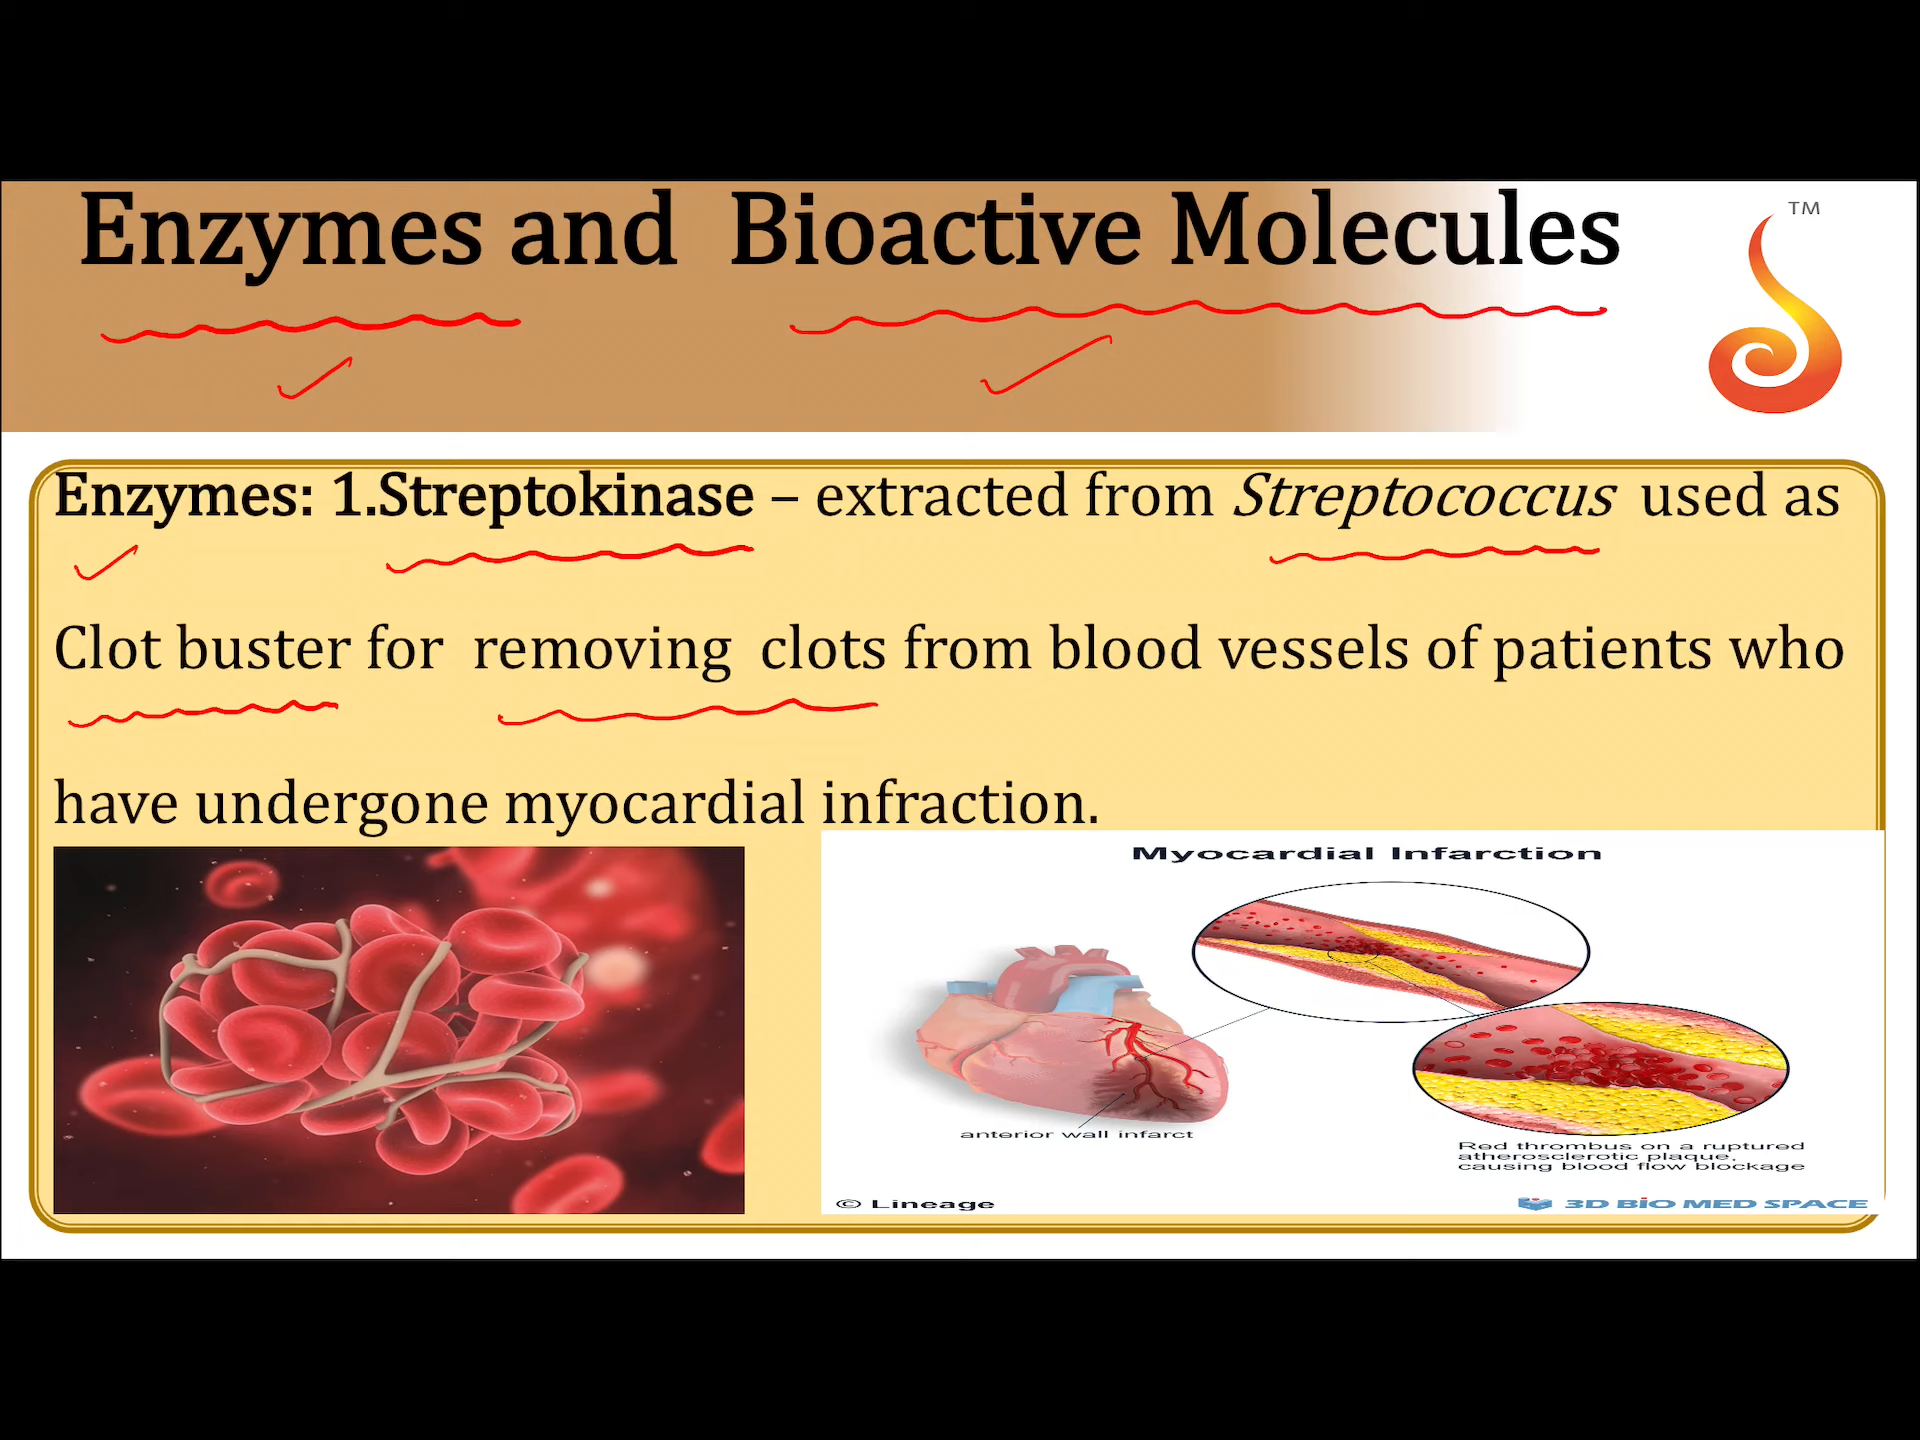 Enzymes and Bioactive Molecules
TM
Enzymes: 1.Streptokinase – extracted from Streptococcus used as
Clot buster for removing clots from blood vessels of patients who
have undergone myocardial infraction.
Myocardial Infarction
anterior wall infarct
Red thrombus on a ruptured
atherosclerotic plaque,
causing blood flow blockage
© Lineage
3D BiO MED SPACE